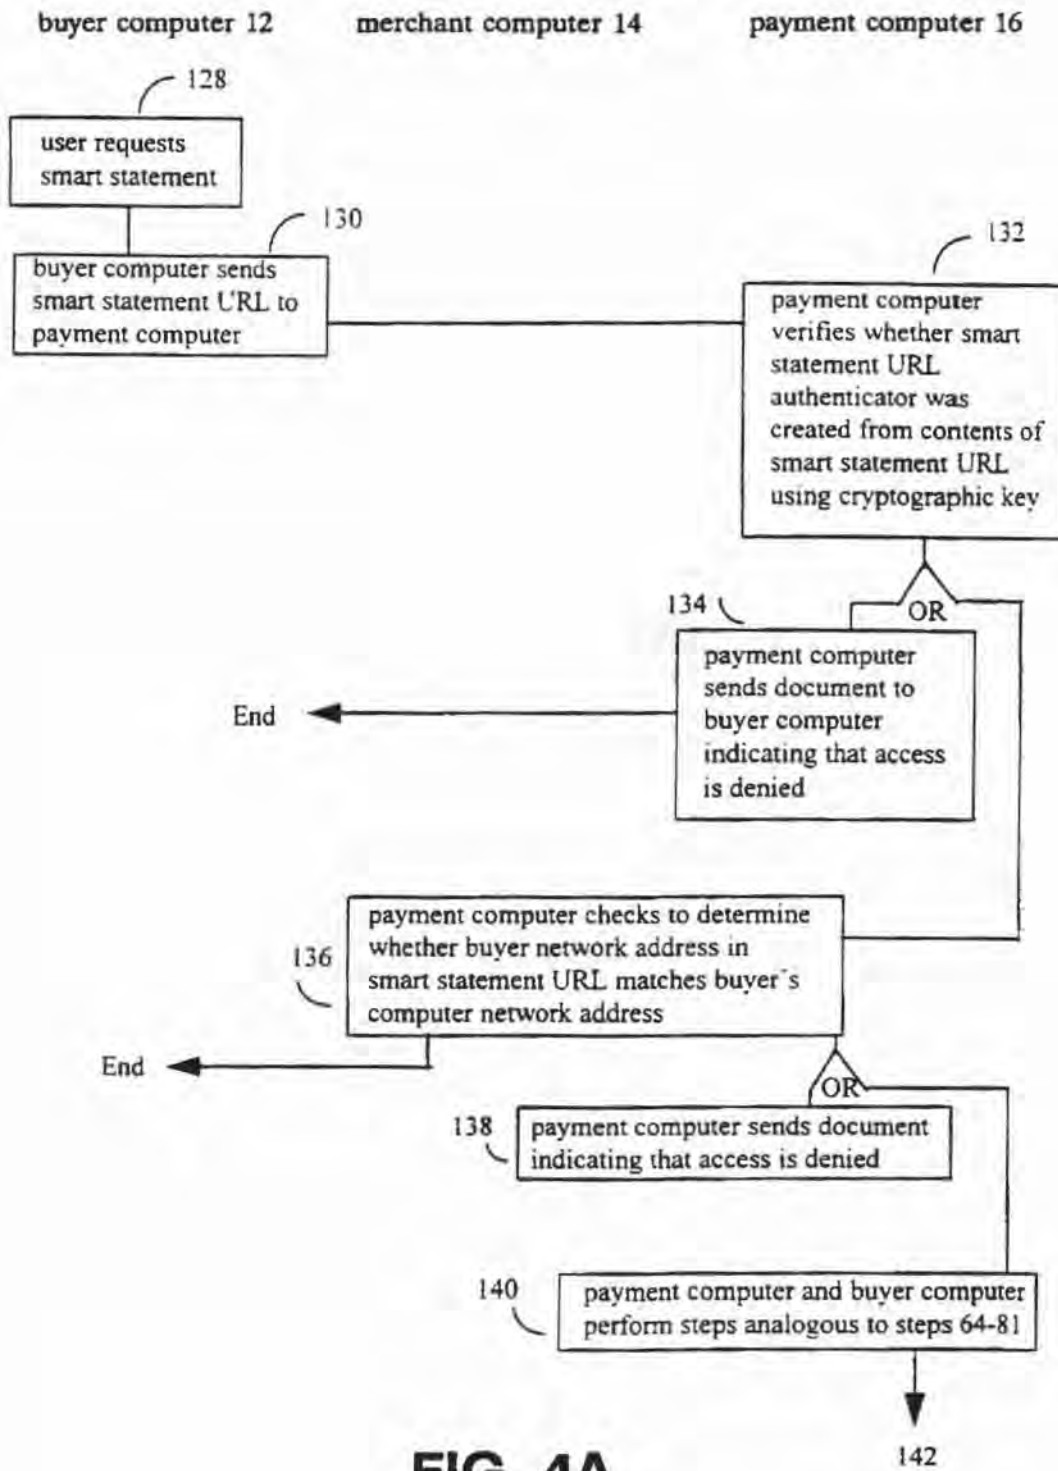 buyer computer 12 merchant computer 14 payment computer 16
128
user requests
smart statement
130
buyer computer sends
smart statement URL to
payment computer
132
payment computer
verifies whether smart
statement URL
authenticator was
created from contents of
smart statement URL
using cryptographic key
OR
134
payment computer
sends document to
buyer computer
indicating that access
is denied
End
136
payment computer checks to determine
whether buyer network address in
smart statement URL matches buyer's
computer network address
End
OR
138
payment computer sends document
indicating that access is denied
140
payment computer and buyer computer
perform steps analogous to steps 64-81
142
FIG. 4A